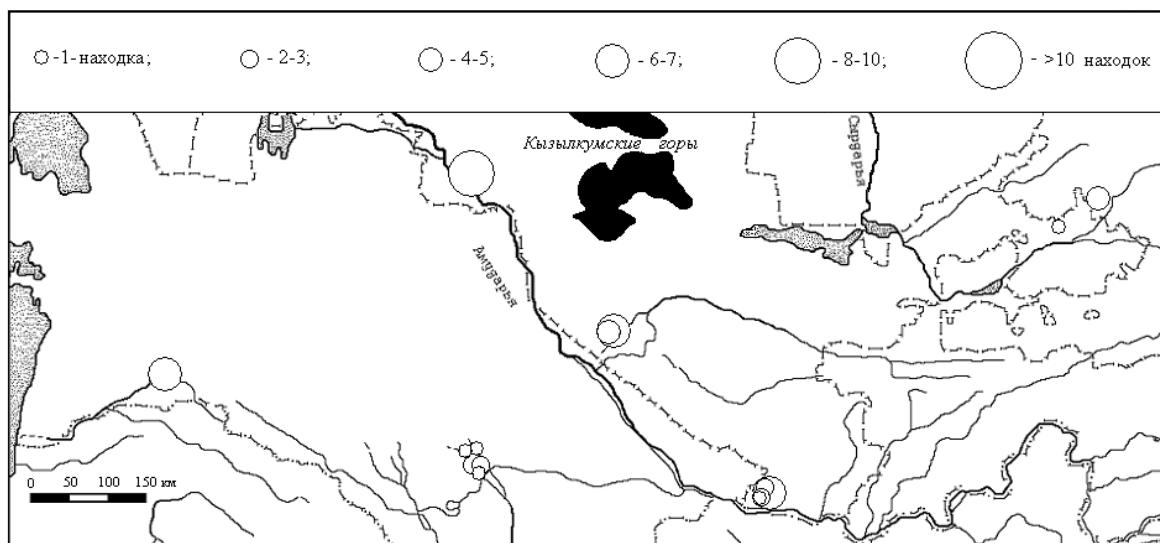 -1-находка; - 2-3; - 4-5; - 6-7; - 8-10; - >10 находок
Кызылкумские горы
Сырдарья
Амударья
0 50 100 150 км